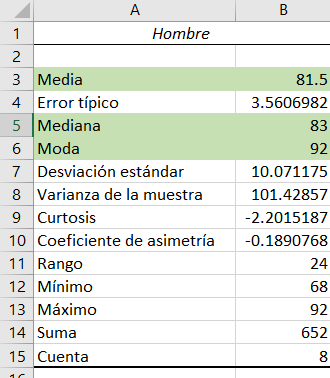 A B
1 Hombre
2
3 Media 81.5
4 Error típico 3.5606982
5 Mediana 83
6 Moda 92
7 Desviación estándar 10.071175
8 Varianza de la muestra 101.42857
9 Curtosis -2.2015187
10 Coeficiente de asimetría -0.1890768
11 Rango 24
12 Mínimo 68
13 Máximo 92
14 Suma 652
15 Cuenta 8